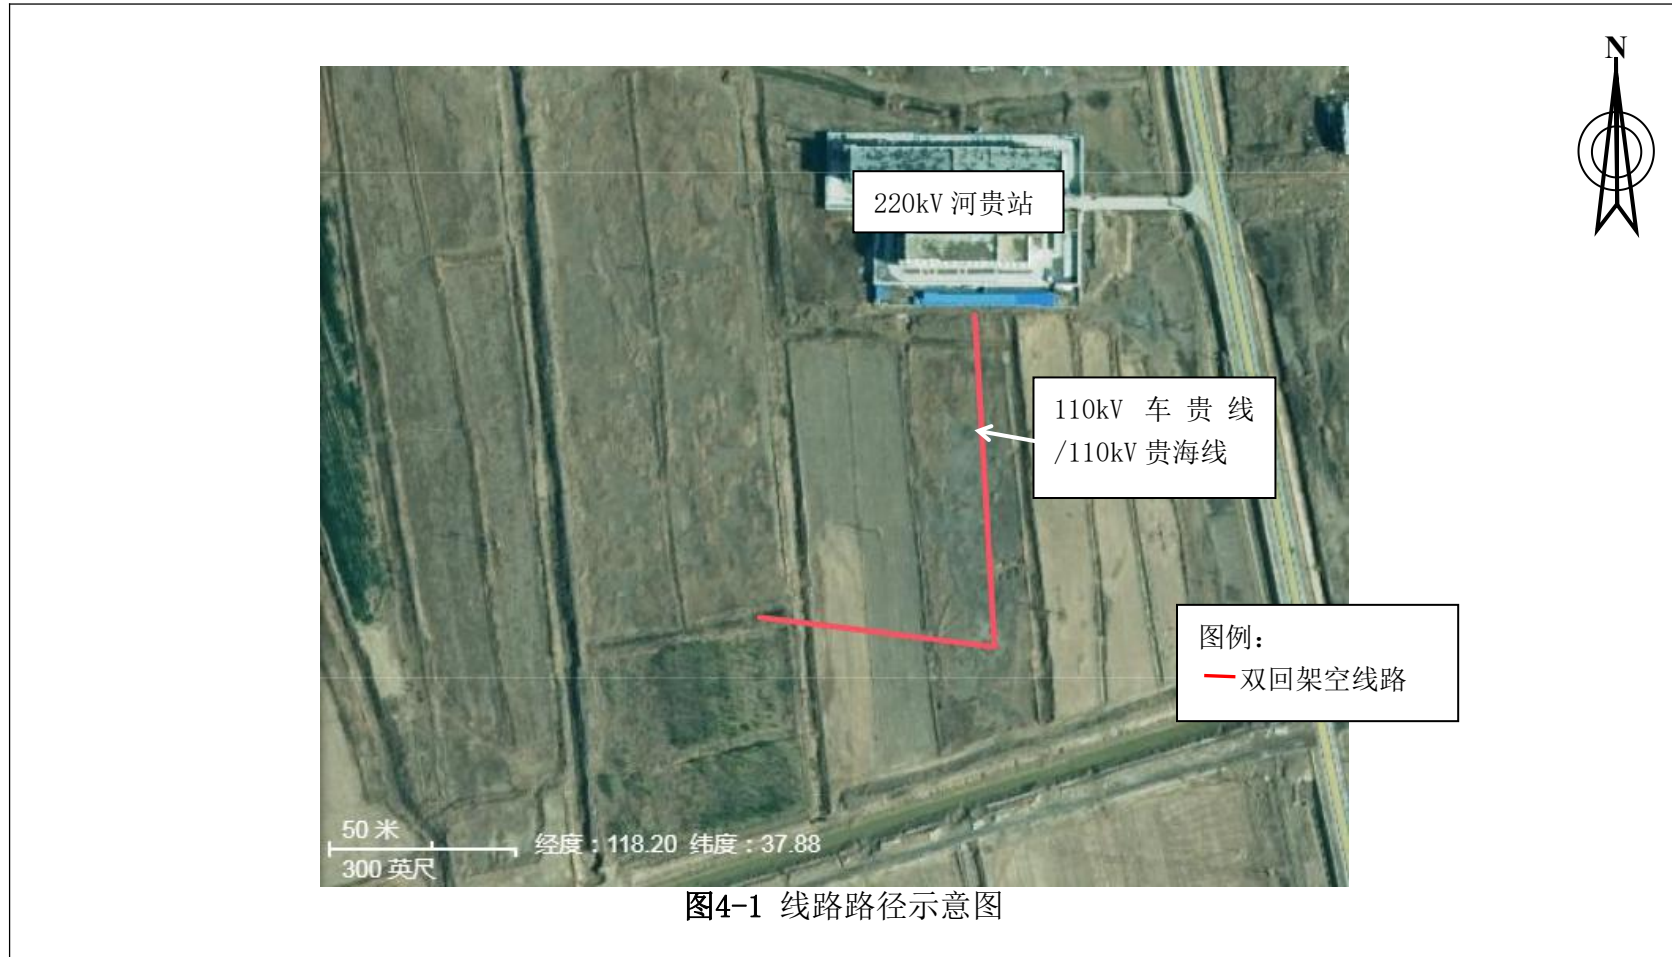 N
220kV 河贵站
110kV 车贵线
/110kV 贵海线
图例：
双回架空线路
50 米
300 英尺
经度：118.20 纬度：37.88
图4-1 线路路径示意图